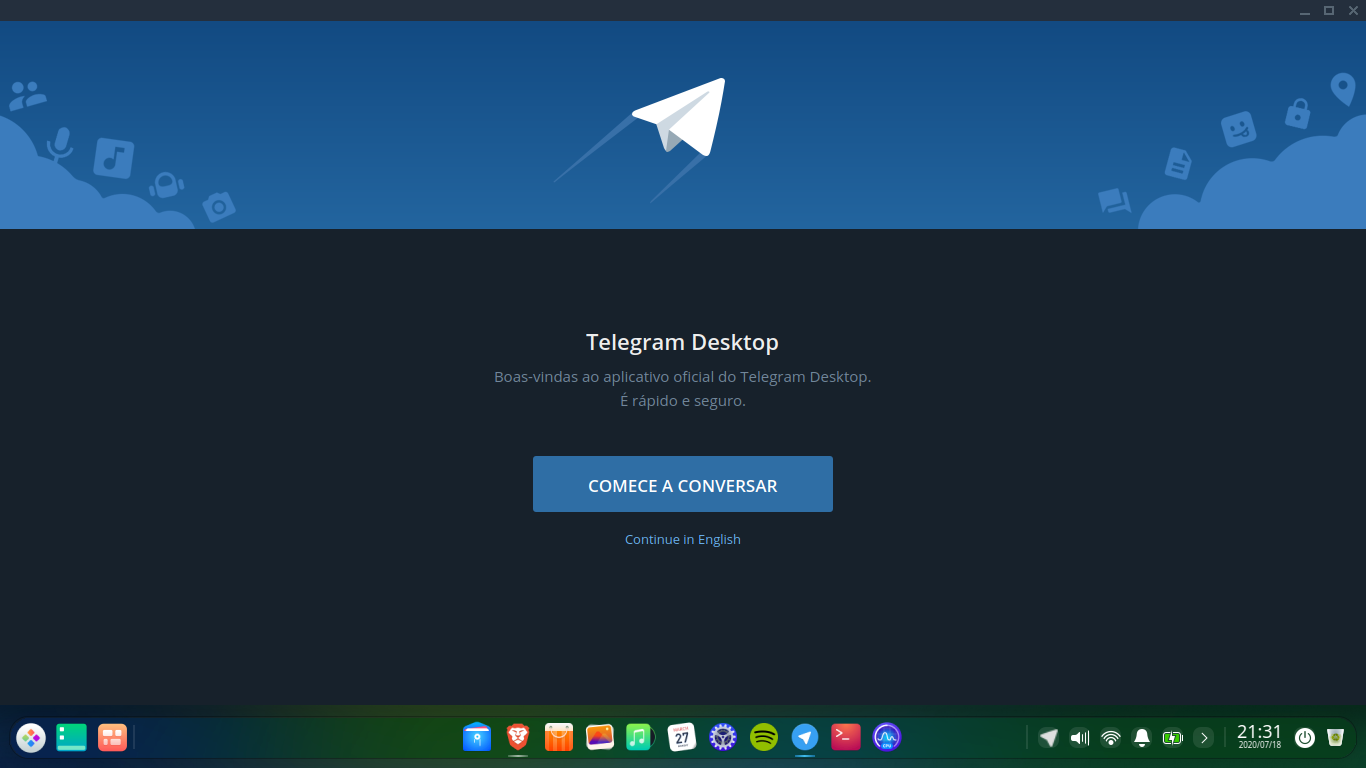 Telegram Desktop
Boas-vindas ao aplicativo oficial do Telegram Desktop.
É rápido e seguro.
COMECE A CONVERSAR
Continue in English
27
>_
CPU
21:31
2020/07/18